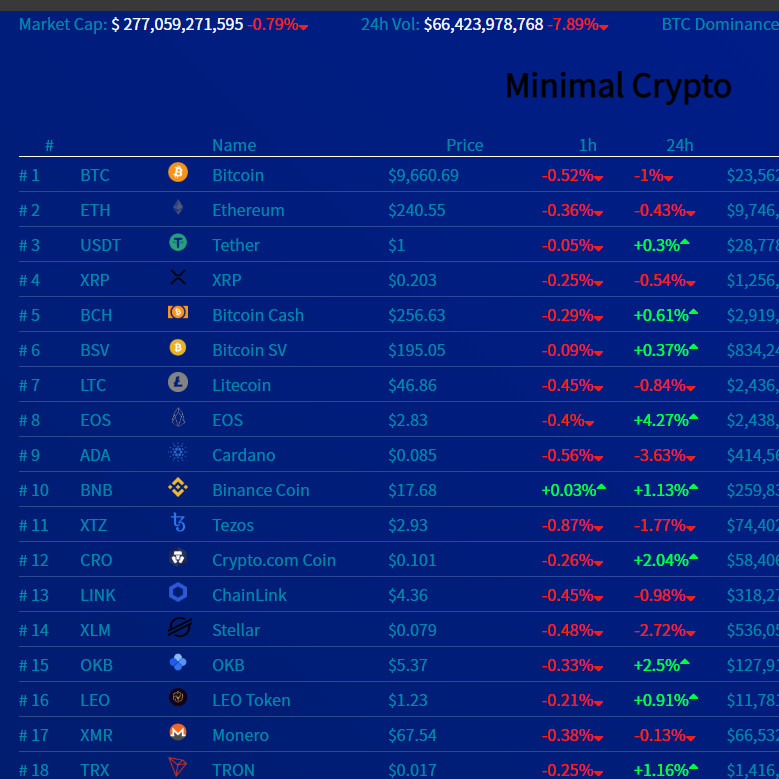 Market Cap: $ 277,059,271,595 -0.79% 24h Vol: $66,423,978,768 -7.89% BTC Dominance
Minimal Crypto
# Name Price 1h 24h
# 1 BTC Bitcoin $9,660.69 -0.52% -1% $23,562
# 2 ETH Ethereum $240.55 -0.36% -0.43% $9,746,
# 3 USDT Tether $1 -0.05% +0.3% $28,778
# 4 XRP XRP $0.203 -0.25% -0.54% $1,256,
# 5 BCH Bitcoin Cash $256.63 -0.29% +0.61% $2,919,
# 6 BSV Bitcoin SV $195.05 -0.09% +0.37% $834,24
# 7 LTC Litecoin $46.86 -0.45% -0.84% $2,436,
# 8 EOS EOS $2.83 -0.4% +4.27% $2,438,
# 9 ADA Cardano $0.085 -0.56% -3.63% $414,56
# 10 BNB Binance Coin $17.68 +0.03% +1.13% $259,83
# 11 XTZ Tezos $2.93 -0.87% -1.77% $74,402
# 12 CRO Crypto.com Coin $0.101 -0.26% +2.04% $58,406
# 13 LINK ChainLink $4.36 -0.45% -0.98% $318,27
# 14 XLM Stellar $0.079 -0.48% -2.72% $536,05
# 15 OKB OKB $5.37 -0.33% +2.5% $127,91
# 16 LEO LEO Token $1.23 -0.21% +0.91% $11,781
# 17 XMR Monero $67.54 -0.38% -0.13% $66,532
# 18 TRX TRON $0.017 -0.25% +1.16% $1,416,